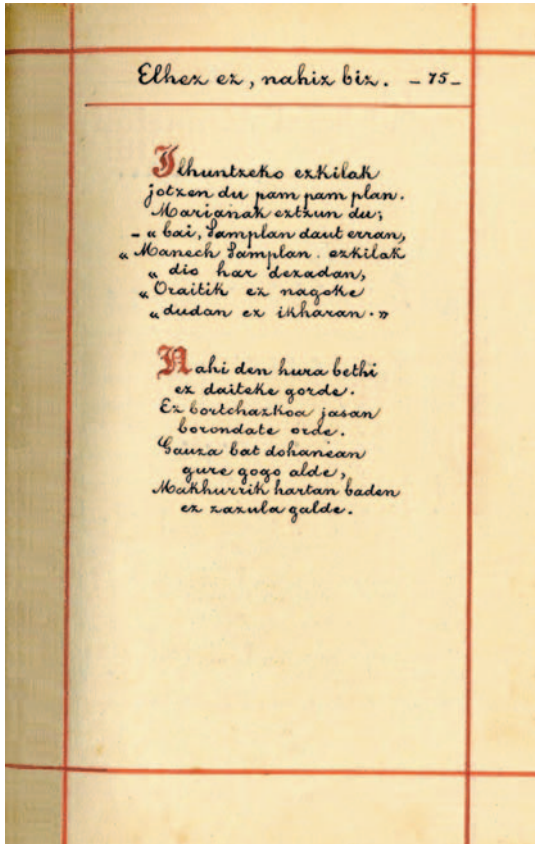 Elhez ez, nahiz biz. - 75 -
Ilhuntzeko ezkilak
jotzen du pam pam plan.
Marianak eztzun du;
- « bai, Samplan daut erran,
« Manech Samplan. ezkilak
« dio har dezadan,
« Oraitik ez nagoke
« dudan ez ikharan. »
Nahi den hura bethi
ez daiteke gorde.
Ez bortchazkoa jasan
borondate orde.
Gauza bat dohanean
gure gogo alde,
Makhurrik hartan baden
ez zazula galde.